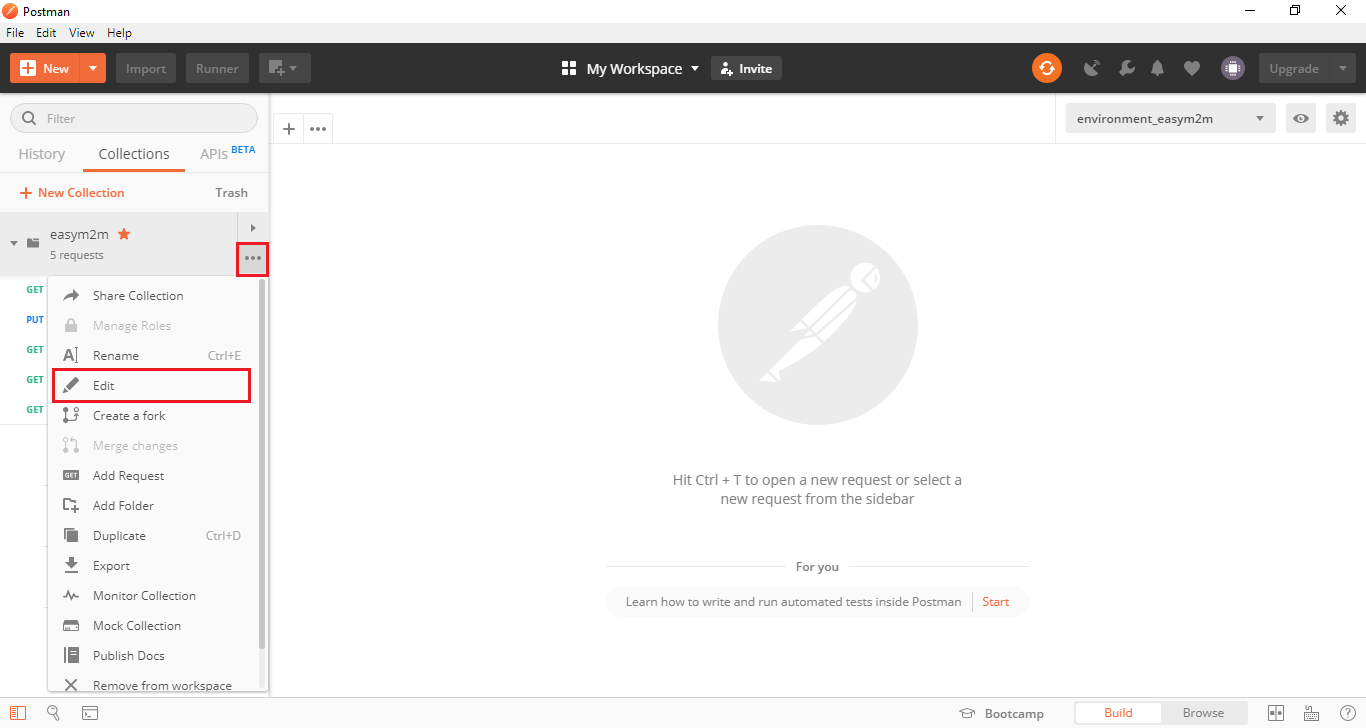 Postman
File Edit View Help
New Import Runner My Workspace Invite Upgrade
Filter
environment_easym2m
History Collections APIs BETA
New Collection Trash
easym2m
5 requests
GET
PUT
GET
GET
GET
Share Collection
Manage Roles
Rename Ctrl+E
Edit
Create a fork
Merge changes
GET Add Request
Add Folder
Duplicate Ctrl+D
Export
Monitor Collection
Mock Collection
Publish Docs
Remove from workspace
Hit Ctrl + T to open a new request or select a
new request from the sidebar
For you
Learn how to write and run automated tests inside Postman Start
Bootcamp Build Browse